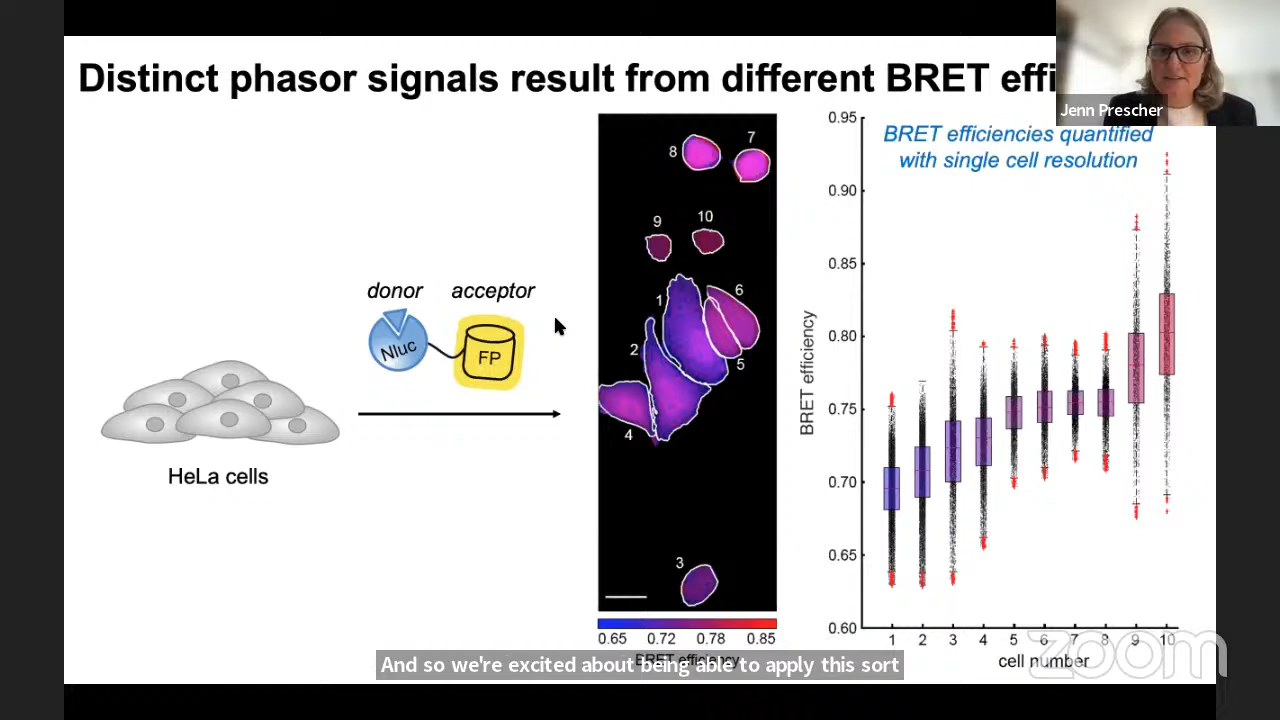 Distinct phasor signals result from different BRET effi
Jenn Prescher
donor acceptor
Nluc
FP
HeLa cells
8
7
9
10
1
6
2
5
4
3
0.65 0.72 0.78 0.85
BRET efficiency
BRET efficiencies quantified
with single cell resolution
BRET efficiency
0.95
0.90
0.85
0.80
0.75
0.70
0.65
0.60
1 2 3 4 5 6 7 8 9 10
cell number
And so we're excited about being able to apply this sort
zoom